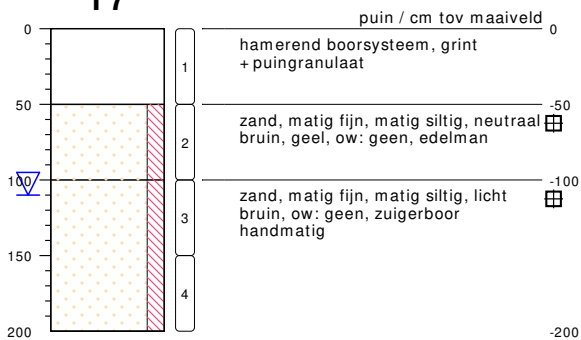 17
puin / cm tov maaiveld
0 0
hamerend boorsysteem, grint
+puingranulaat
1
50 -50
zand, matig fijn, matig siltig, neutraal
bruin, geel, ow: geen, edelman
2
100 -100
zand, matig fijn, matig siltig, licht
bruin, ow: geen, zuigerboor
handmatig
3
150
4
200 -200